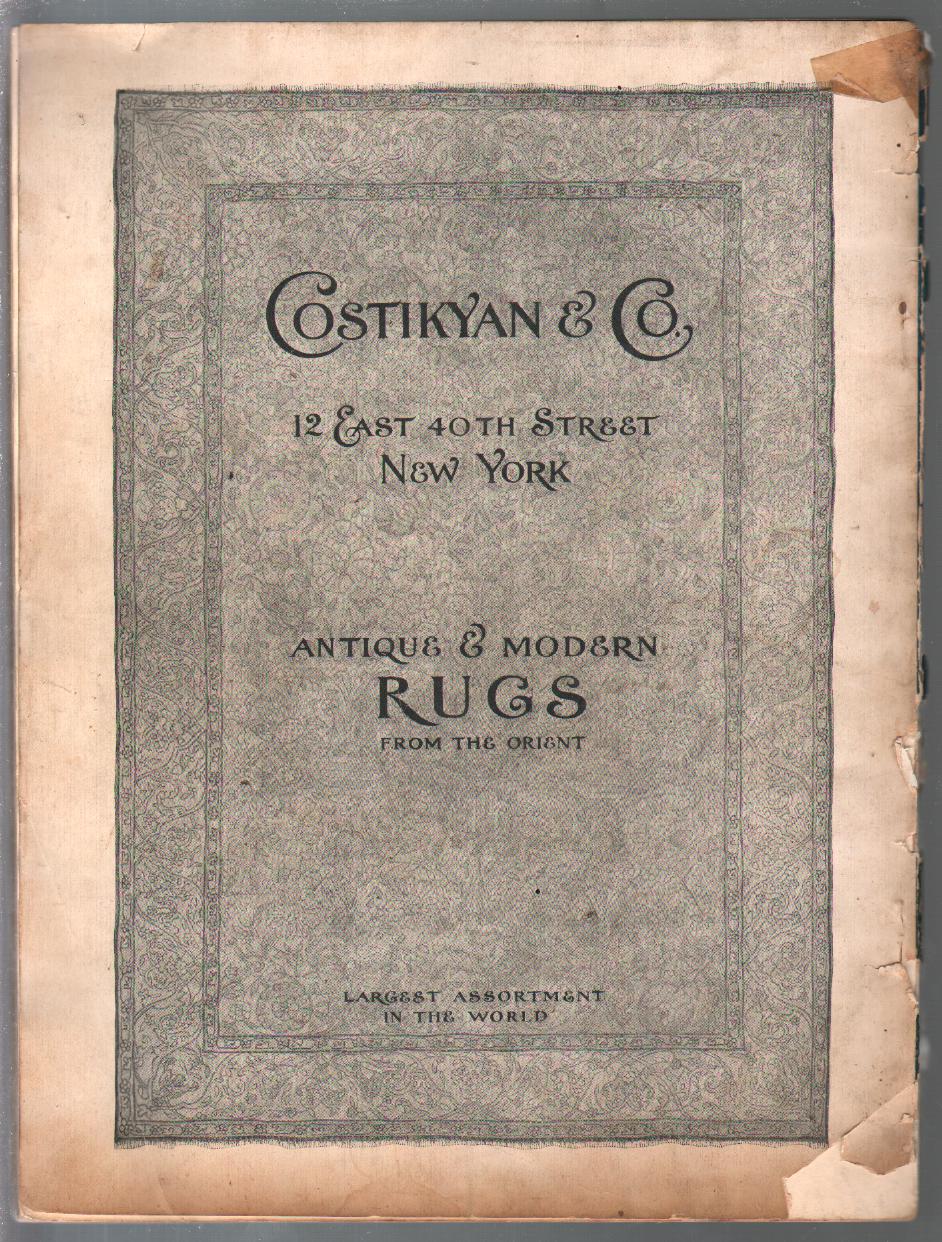 COSTIKYAN & CO.
12 EAST 40TH STREET
NEW YORK
ANTIQUE & MODERN
RUGS
FROM THE ORIENT
LARGEST ASSORTMENT
IN THE WORLD